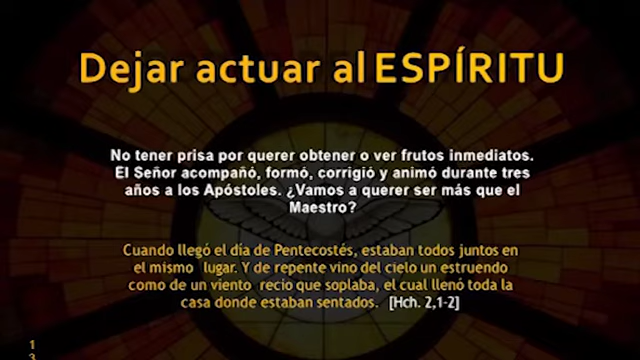 Dejar actuar al ESPÍRITU
No tener prisa por querer obtener o ver frutos inmediatos.
El Señor acompañó, formó, corrigió y animó durante tres
años a los Apóstoles. ¿Vamos a querer ser más que el
Maestro?
Cuando llegó el día de Pentecostés, estaban todos juntos en
el mismo lugar. Y de repente vino del cielo un estruendo
como de un viento recio que soplaba, el cual llenó toda la
casa donde estaban sentados. [Hch. 2,1-2]
1
3